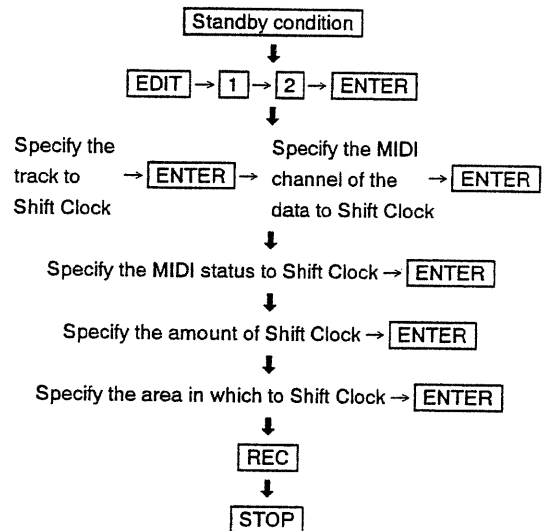 Standby condition
EDIT → 1 → 2 → ENTER
Specify the track to Shift Clock → ENTER → Specify the MIDI channel of the data to Shift Clock → ENTER
Specify the MIDI status to Shift Clock → ENTER
Specify the amount of Shift Clock → ENTER
Specify the area in which to Shift Clock → ENTER
REC
STOP